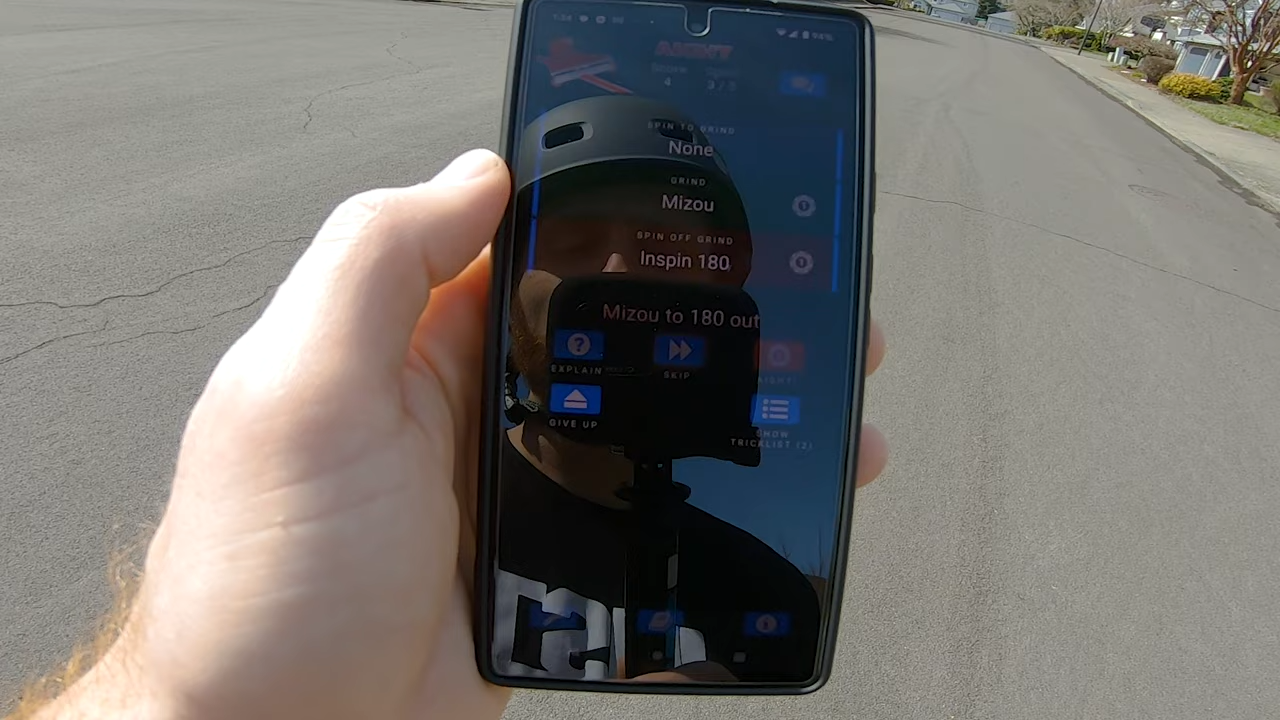 94%
4
SPIN TO GRIND
None
GRIND
Mizou
SPIN OFF GRIND
Inspin 180
Mizou to 180 out
EXPLAIN
SKIP
GIVE UP
SHOW
TRICKLIST (2)